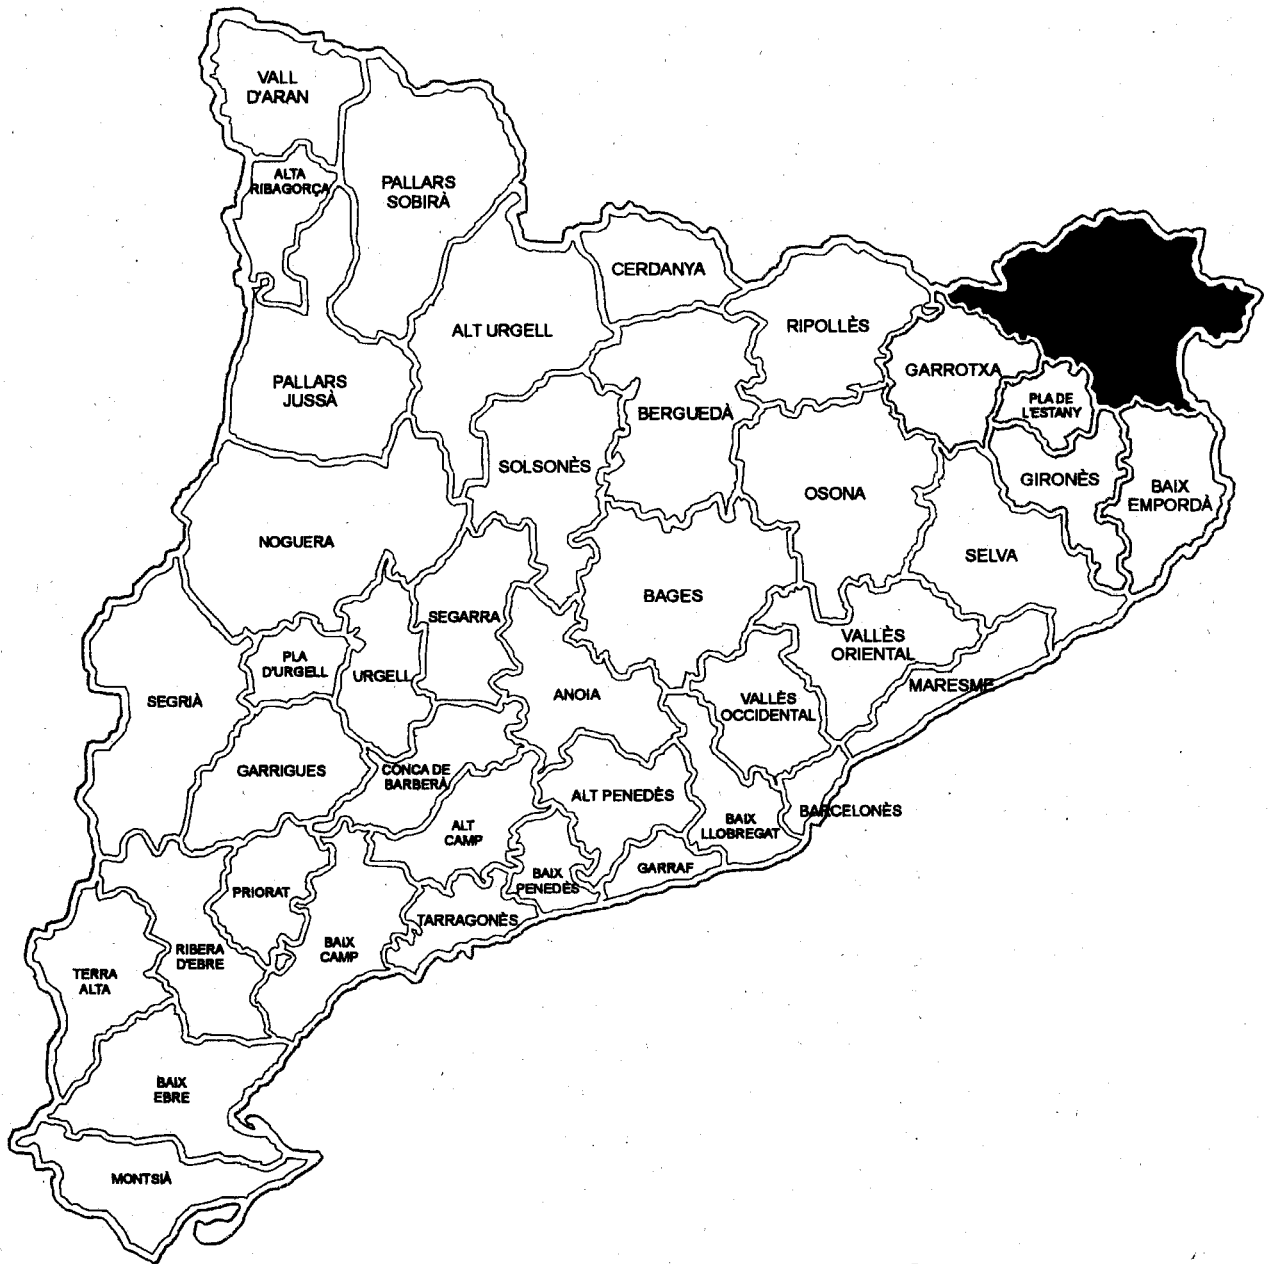 VALL
D'ARAN
ALTA
RIBAGORÇA
PALLARS
SOBIRÀ
CERDANYA
ALT URGELL
RIPOLLÈS
GARROTXA
PALLARS
JUSSÀ
BERGUEDÀ
PLA DE
L'ESTANY
SOLSONÈS
GIRONÈS
OSONA
BAIX
EMPORDÀ
NOGUERA
SELVA
BAGES
SEGARRA
VALLÈS
ORIENTAL
PLA
D'URGELL
URGELL
MARESME
SEGRIÀ
ANOIA
VALLÈS
OCCIDENTAL
GARRIGUES
CONCA DE
BARBERÀ
ALT PENEDÈS
BARCELONÈS
BAIX
LLOBREGAT
ALT
CAMP
GARRAF
BAIX
PENEDÈS
PRIORAT
TARRAGONÈS
RIBERA
D'EBRE
BAIX
CAMP
TERRA
ALTA
BAIX
EBRE
MONTSIÀ